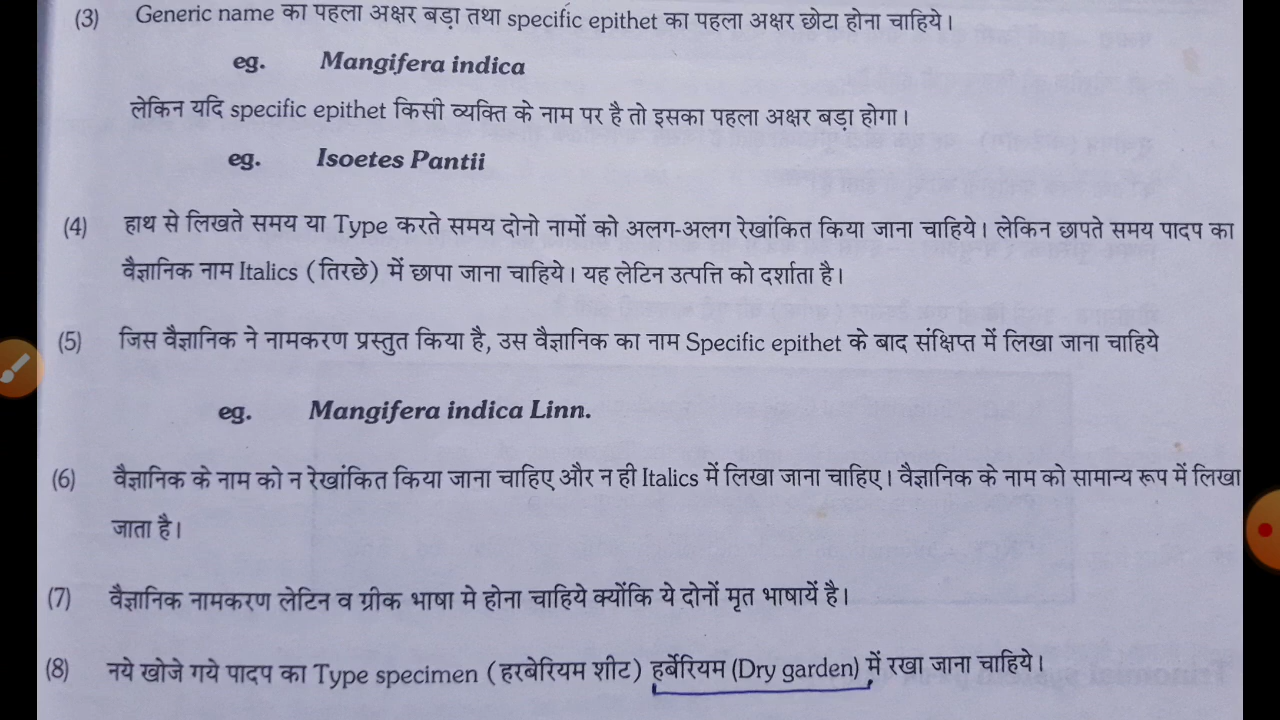 (3) Generic name का पहला अक्षर बड़ा तथा specific epithet का पहला अक्षर छोटा होना चाहिये।
eg. Mangifera indica
लेकिन यदि specific epithet किसी व्यक्ति के नाम पर है तो इसका पहला अक्षर बड़ा होगा।
eg. Isoetes Pantii
(4) हाथ से लिखते समय या Type करते समय दोनो नामों को अलग-अलग रेखांकित किया जाना चाहिये। लेकिन छापते समय पादप का
वैज्ञानिक नाम Italics (तिरछे) में छापा जाना चाहिये। यह लेटिन उत्पत्ति को दर्शाता है।
(5) जिस वैज्ञानिक ने नामकरण प्रस्तुत किया है, उस वैज्ञानिक का नाम Specific epithet के बाद संक्षिप्त में लिखा जाना चाहिये
eg. Mangifera indica Linn.
(6) वैज्ञानिक के नाम को न रेखांकित किया जाना चाहिए और न ही Italics में लिखा जाना चाहिए। वैज्ञानिक के नाम को सामान्य रूप में लिखा
जाता है।
(7) वैज्ञानिक नामकरण लेटिन व ग्रीक भाषा मे होना चाहिये क्योंकि ये दोनों मृत भाषायें है।
(8) नये खोजे गये पादप का Type specimen (हरबेरियम शीट) हर्बेरियम (Dry garden) में रखा जाना चाहिये।